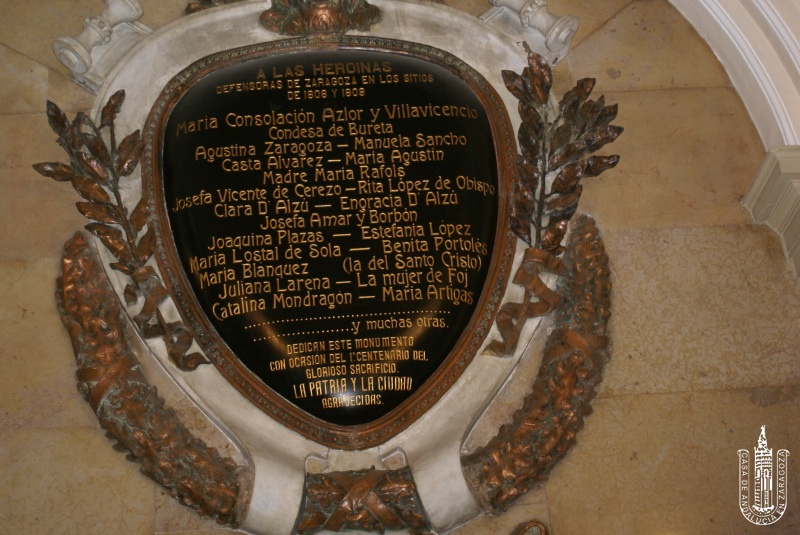 A LAS HEROINAS
DEFENSORAS DE ZARAGOZA EN LOS SITIOS
DE 1808 Y 1809
Maria Consolación Azlor y Villavicencio
Condesa de Bureta
Agustina Zaragoza — Manuela Sancho
Casta Alvarez — Maria Agustin
Madre Maria Rafols
Josefa Vicente de Cerezo - Rita López de Obispo
Clara D'Alzú — Engracia D'Alzú
Josefa Amar y Borbón
Joaquina Plazas — Estefania López
Maria Lostal de Sola — Benita Portolés
Maria Blanquez (la del Santo Cristo)
Juliana Larena — La mujer de Foj
Catalina Mondragón — Maria Artigas
......................................
....................y muchas otras.
DEDICAN ESTE MONUMENTO
CON OCASION DEL 1º CENTENARIO DEL
GLORIOSO SACRIFICIO.
LA PATRIA Y LA CIUDAD
AGRADECIDAS.
CASA DE ANDALUCIA EN ZARAGOZA